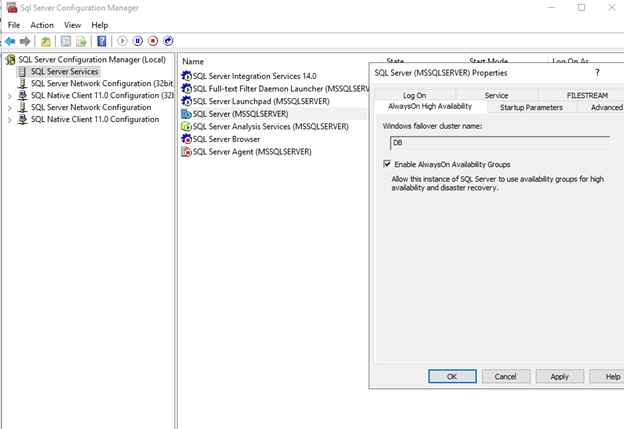 Sql Server Configuration Manager
File Action View Help
SQL Server Configuration Manager (Local)
SQL Server Services
SQL Server Network Configuration (32bit
SQL Native Client 11.0 Configuration (32
SQL Server Network Configuration
SQL Native Client 11.0 Configuration
Name State Start Mode Log On As
SQL Server Integration Services 14.0
SQL Full-text Filter Daemon Launcher (MSSQLSERV
SQL Server Launchpad (MSSQLSERVER)
SQL Server (MSSQLSERVER)
SQL Server Analysis Services (MSSQLSERVER)
SQL Server Browser
SQL Server Agent (MSSQLSERVER)
SQL Server (MSSQLSERVER) Properties ?
Log On Service FILESTREAM
AlwaysOn High Availability Startup Parameters Advanced
Windows failover cluster name:
DB
Enable AlwaysOn Availability Groups
Allow this instance of SQL Server to use availability groups for high
availability and disaster recovery.
OK Cancel Apply Help